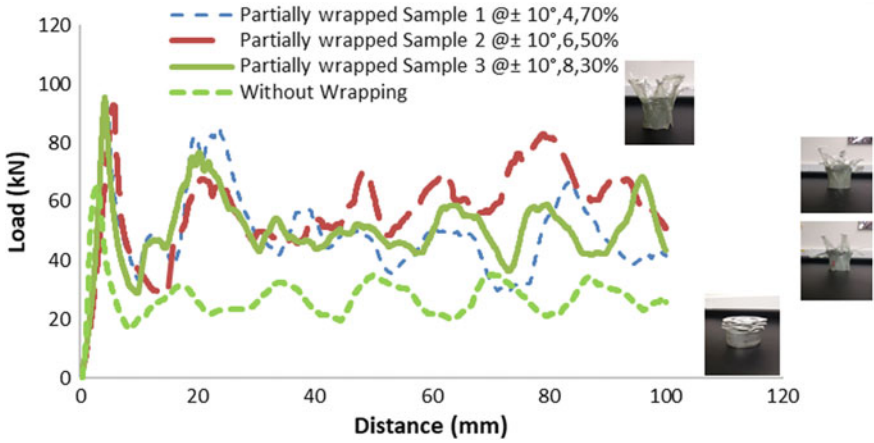 Partially wrapped Sample 1 @± 10°,4,70%
Partially wrapped Sample 2 @± 10°,6,50%
Partially wrapped Sample 3 @± 10°,8,30%
Without Wrapping
120
100
80
60
40
20
0
Load (kN)
0 20 40 60 80 100 120
Distance (mm)